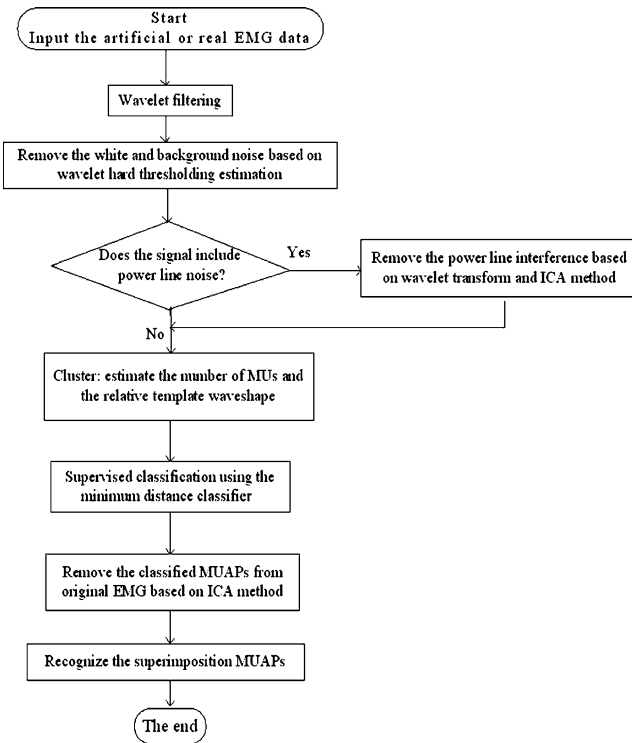 Start
Input the artificial or real EMG data
Wavelet filtering
Remove the white and background noise based on
wavelet hard thresholding estimation
Does the signal include
power line noise?
Yes
Remove the power line interference based
on wavelet transform and ICA method
No
Cluster: estimate the number of MUs and
the relative template waveshape
Supervised classification using the
minimum distance classifier
Remove the classified MUAPs from
original EMG based on ICA method
Recognize the superimposition MUAPs
The end